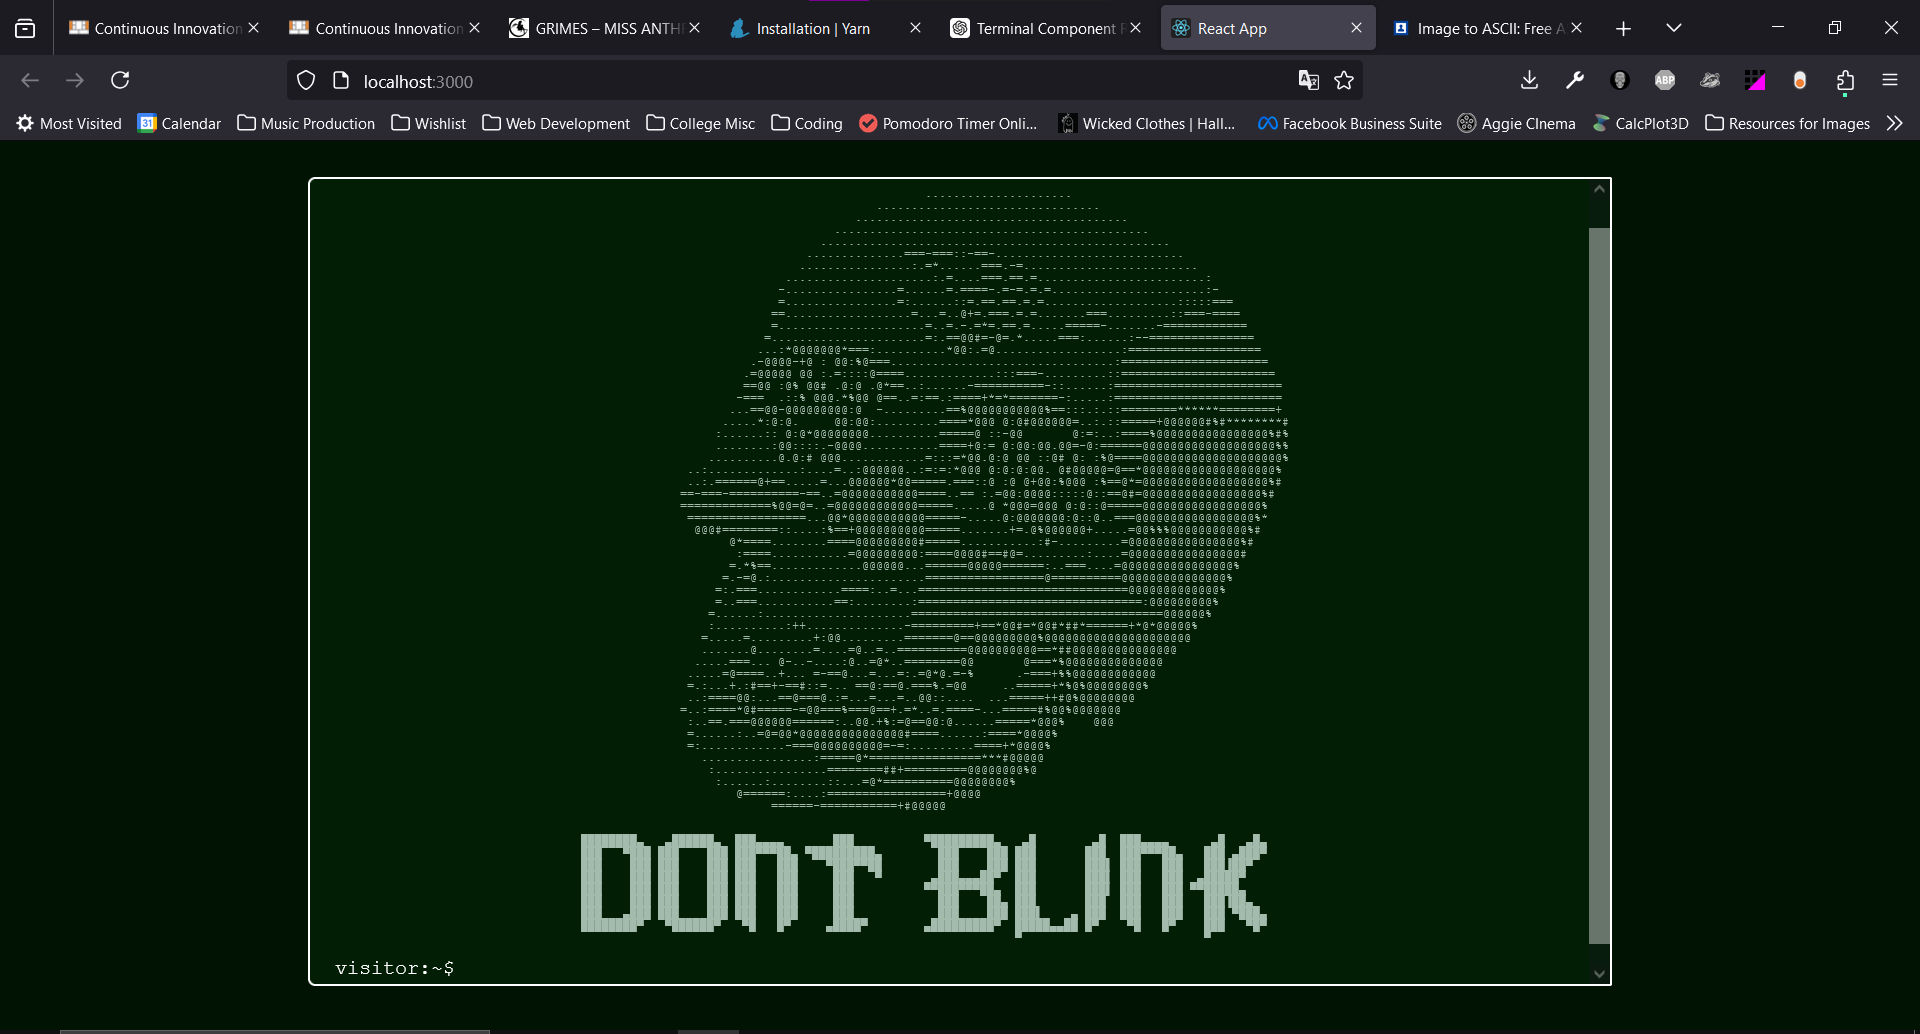 Continuous Innovation
Continuous Innovation
GRIMES – MISS ANTH
Installation | Yarn
Terminal Component
React App
Image to ASCII: Free A
localhost:3000
ABP
Most Visited
31
Calendar
Music Production
Wishlist
Web Development
College Misc
Coding
Pomodoro Timer Onli...
Wicked Clothes | Hall...
Facebook Business Suite
Aggie CInema
CalcPlot3D
Resources for Images
DONT BLINK
visitor:~$